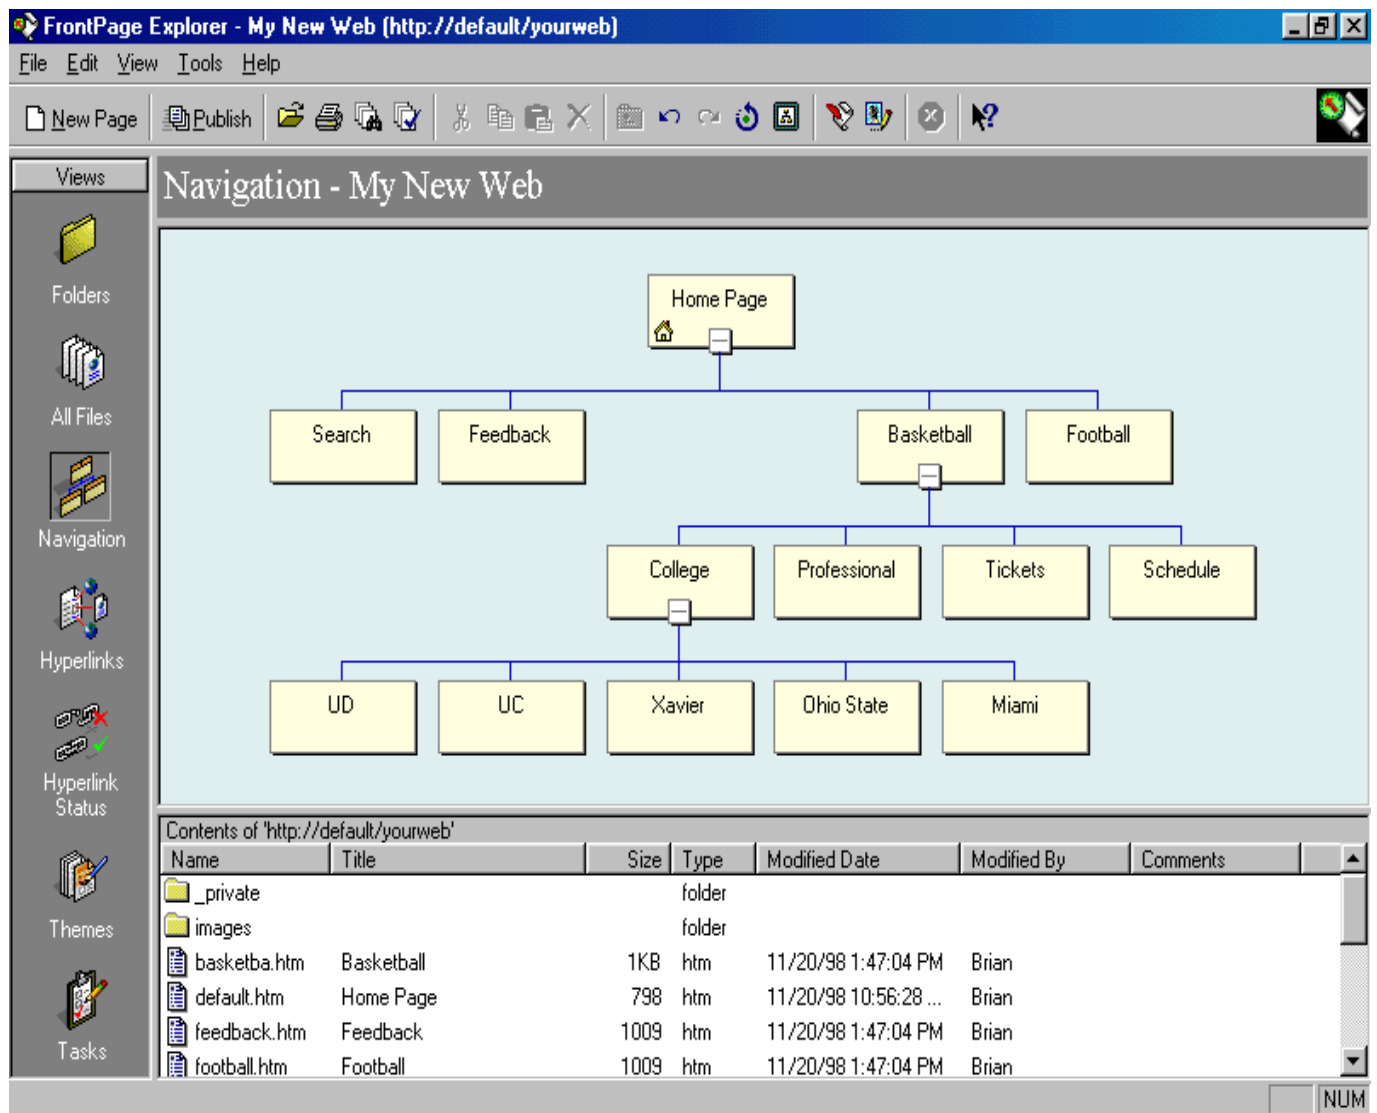 FrontPage Explorer - My New Web (http://default/yourweb)
File Edit View Tools Help
New Page Publish
Views
Navigation - My New Web
Folders
All Files
Navigation
Hyperlinks
Hyperlink
Status
Themes
Tasks
Home Page
Search Feedback Basketball Football
College Professional Tickets Schedule
UD UC Xavier Ohio State Miami
Contents of 'http://default/yourweb'
Name Title Size Type Modified Date Modified By Comments
_private folder
images folder
basketba.htm Basketball 1KB htm 11/20/98 1:47:04 PM Brian
default.htm Home Page 798 htm 11/20/98 10:56:28 ... Brian
feedback.htm Feedback 1009 htm 11/20/98 1:47:04 PM Brian
football.htm Football 1009 htm 11/20/98 1:47:04 PM Brian
NUM